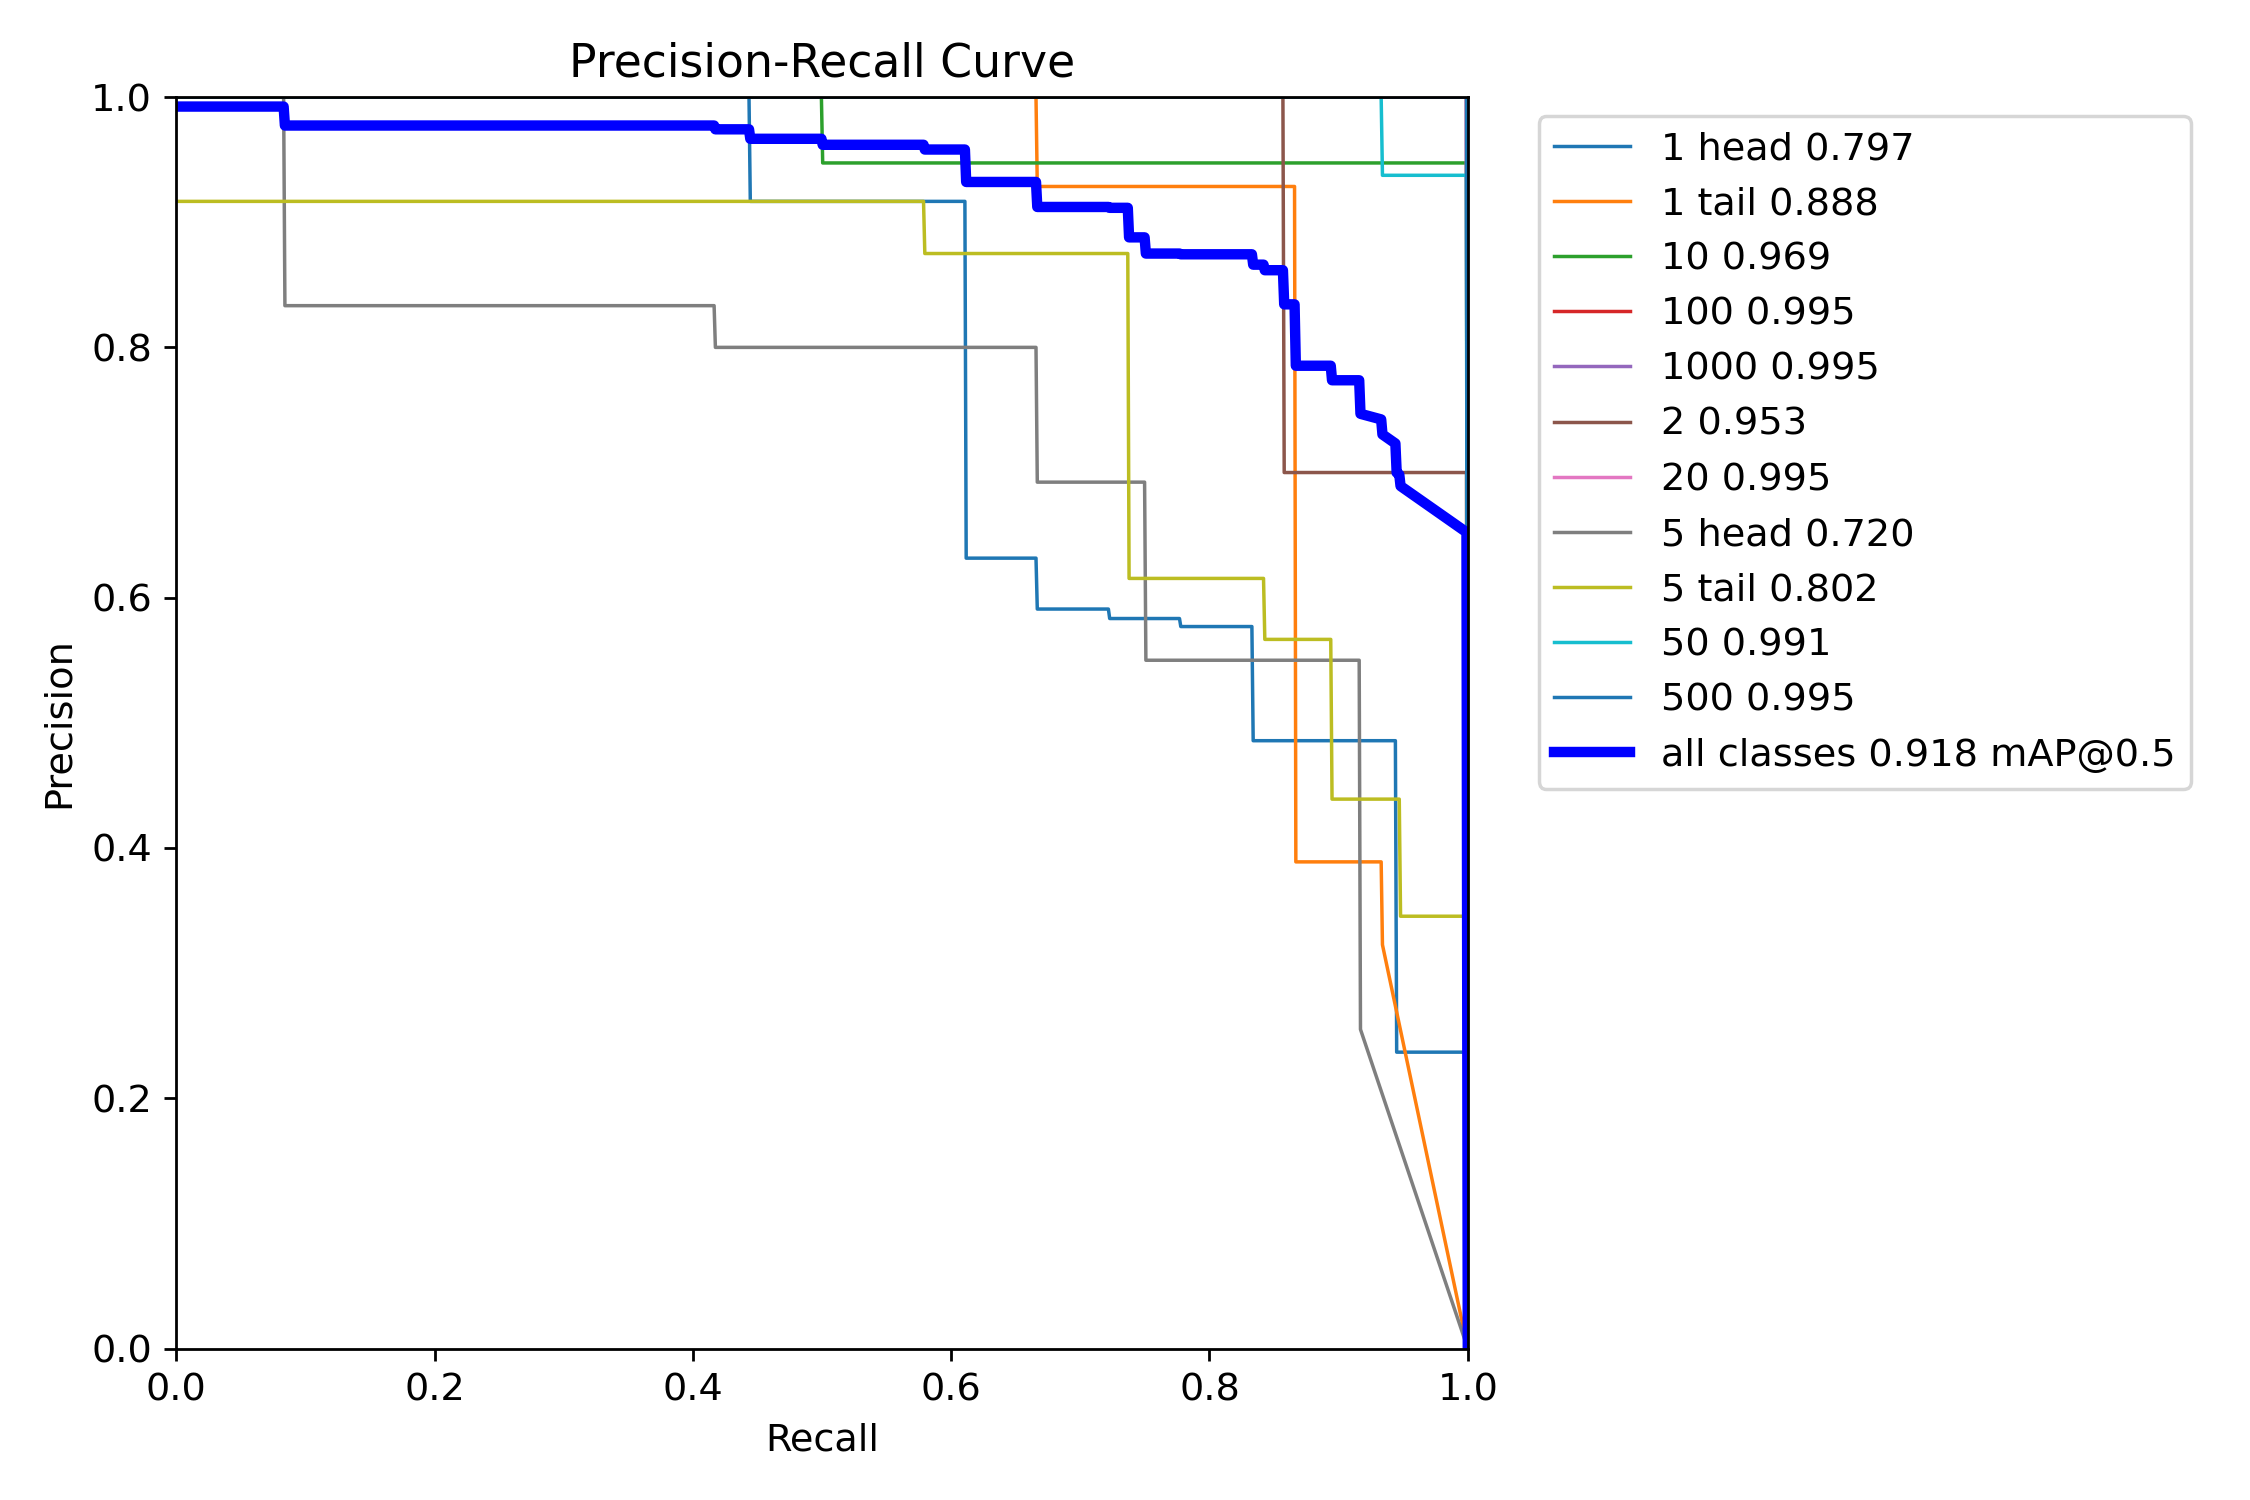 Precision-Recall Curve
1.0
0.8
0.6
0.4
0.2
0.0
Precision
0.0 0.2 0.4 0.6 0.8 1.0
Recall
1 head 0.797
1 tail 0.888
10 0.969
100 0.995
1000 0.995
2 0.953
20 0.995
5 head 0.720
5 tail 0.802
50 0.991
500 0.995
all classes 0.918 mAP@0.5